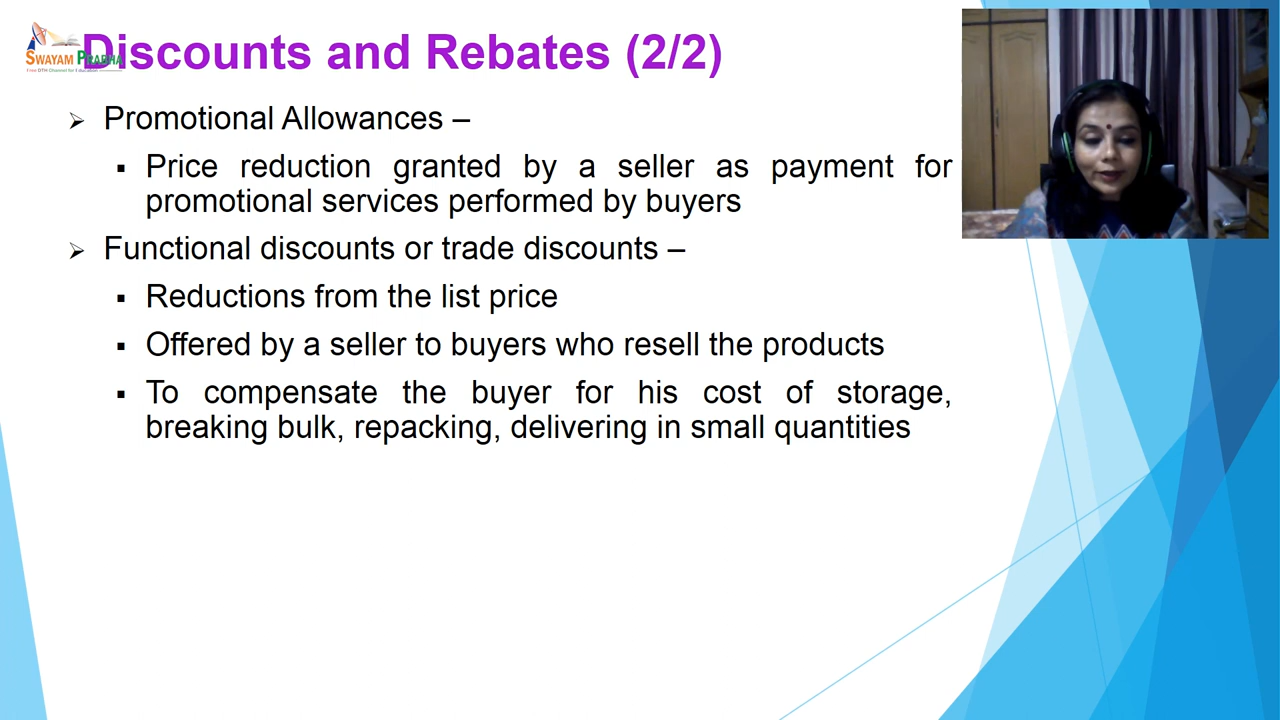 Discounts and Rebates (2/2)
SWAYAM PRABHA
Free DTH Channel for Education
Promotional Allowances –
Price reduction granted by a seller as payment for
promotional services performed by buyers
Functional discounts or trade discounts –
Reductions from the list price
Offered by a seller to buyers who resell the products
To compensate the buyer for his cost of storage,
breaking bulk, repacking, delivering in small quantities